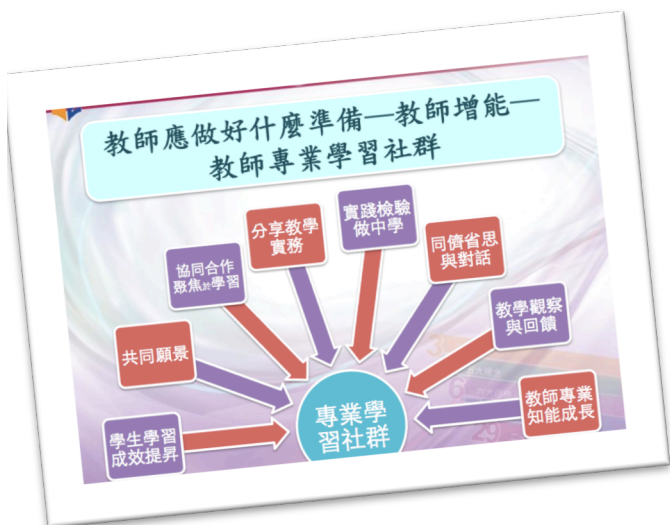 教師應做好什麼準備—教師增能—
教師專業學習社群
實踐檢驗
做中學
分享教學
實務
同儕省思
與對話
協同合作
聚焦於學習
教學觀察
與回饋
共同願景
教師專業
知能成長
學生學習
成效提昇
專業學
習社群